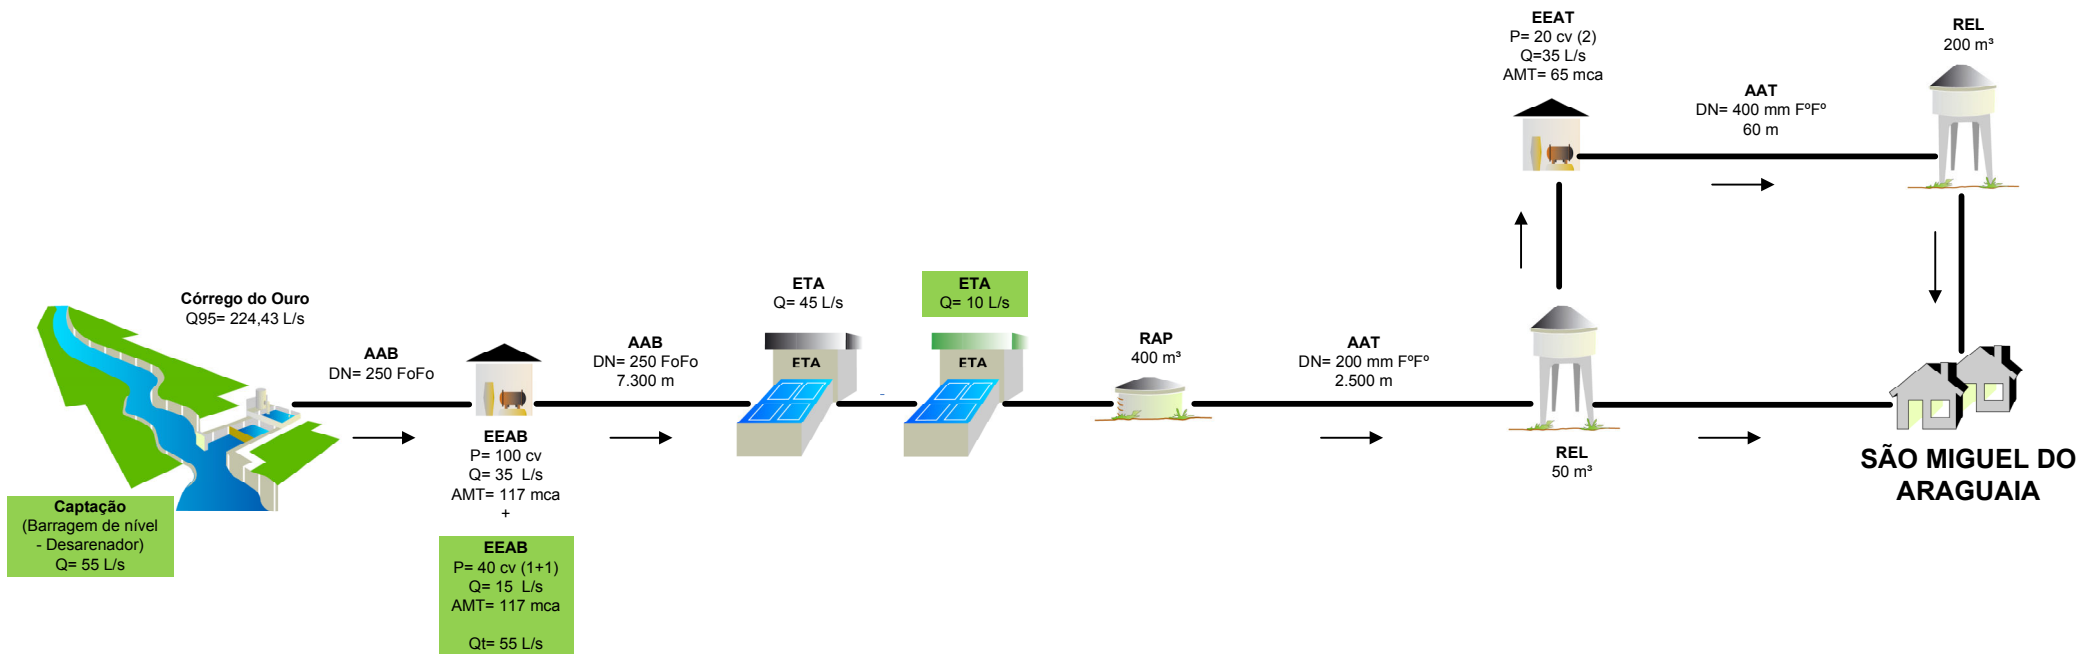 Córrego do Ouro
Q95= 224,43 L/s
Captação
(Barragem de nível
- Desarenador)
Q= 55 L/s
AAB
DN= 250 FoFo
EEAB
P= 100 cv
Q= 35 L/s
AMT= 117 mca
+
EEAB
P= 40 cv (1+1)
Q= 15 L/s
AMT= 117 mca
Qt= 55 L/s
AAB
DN= 250 FoFo
7.300 m
ETA
Q= 45 L/s
ETA
ETA
Q= 10 L/s
ETA
-
RAP
400 m³
AAT
DN= 200 mm FºFº
2.500 m
REL
50 m³
EEAT
P= 20 cv (2)
Q=35 L/s
AMT= 65 mca
AAT
DN= 400 mm FºFº
60 m
REL
200 m³
SÃO MIGUEL DO
ARAGUAIA